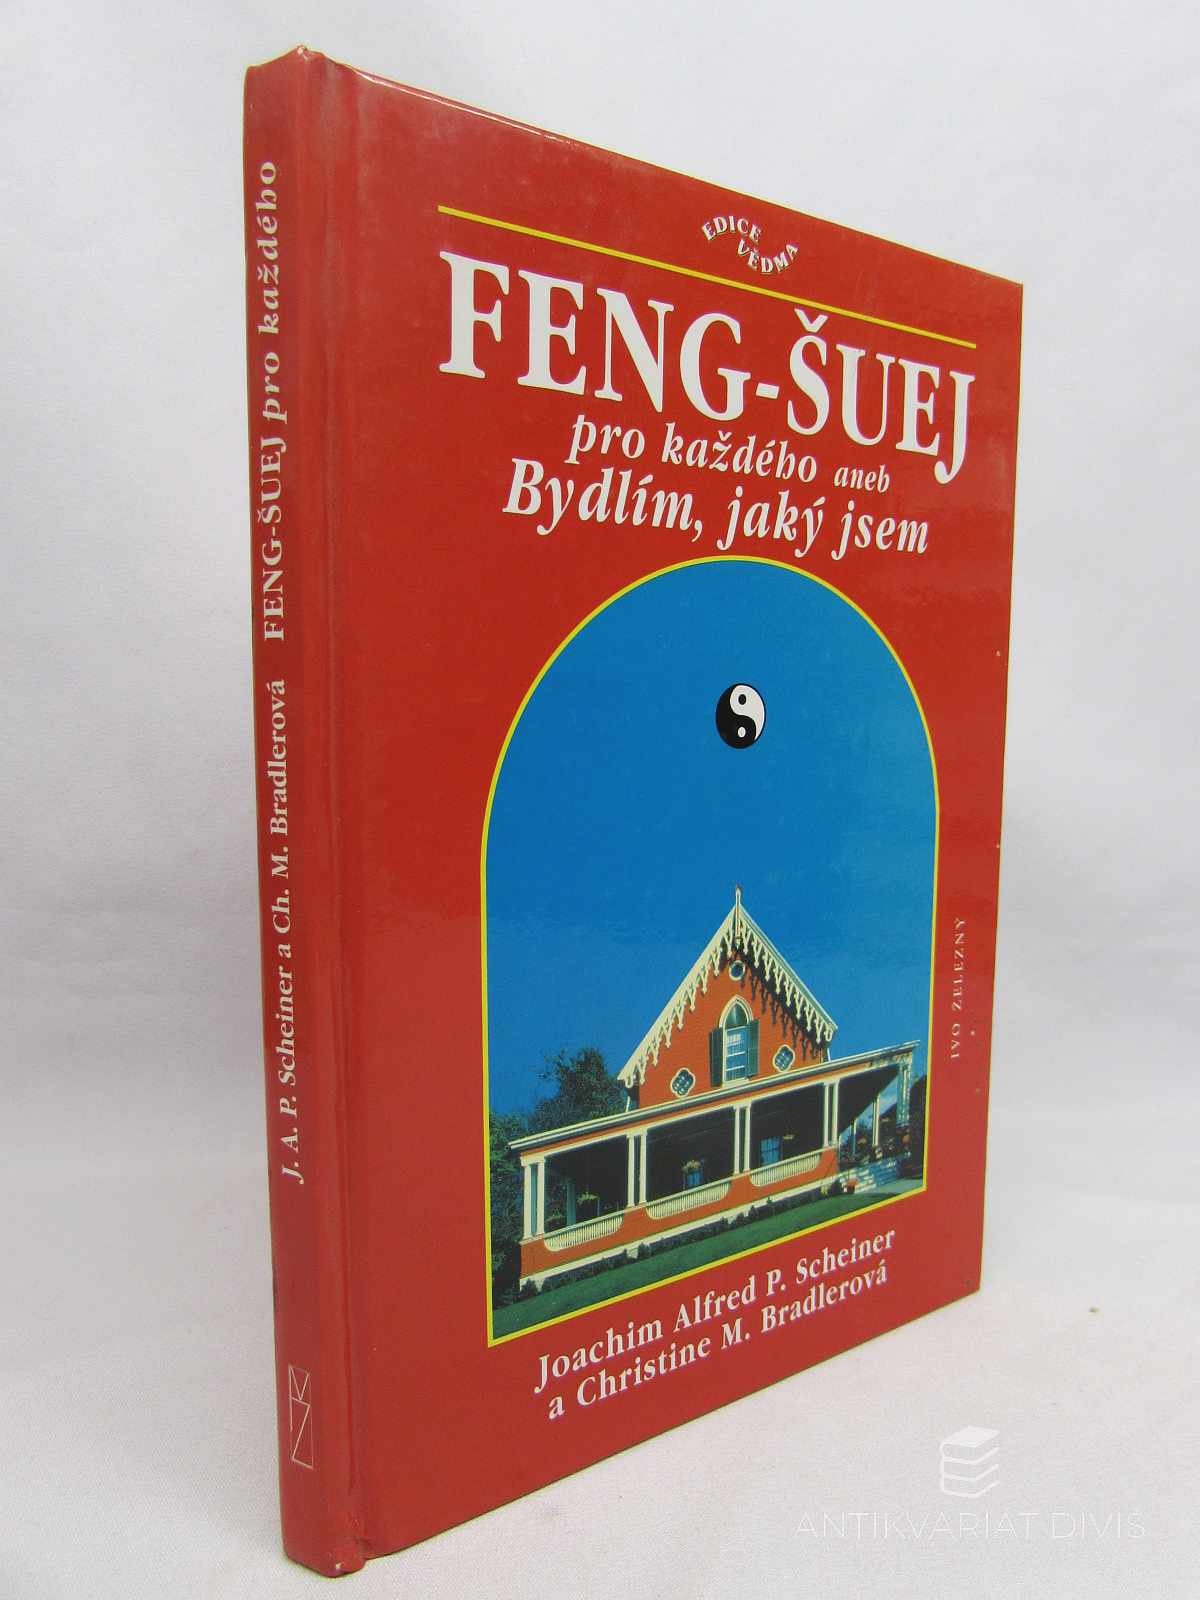 J. A. P. Scheiner a Ch. M. Bradlerová FENG-ŠUEJ pro každého
EDICE
VĚDMA
FENG-ŠUEJ
pro každého aneb
Bydlím, jaký jsem
IVO ŽELEZNÝ
Joachim Alfred P. Scheiner
a Christine M. Bradlerová
ANTIKVARIAT DIVIŠ